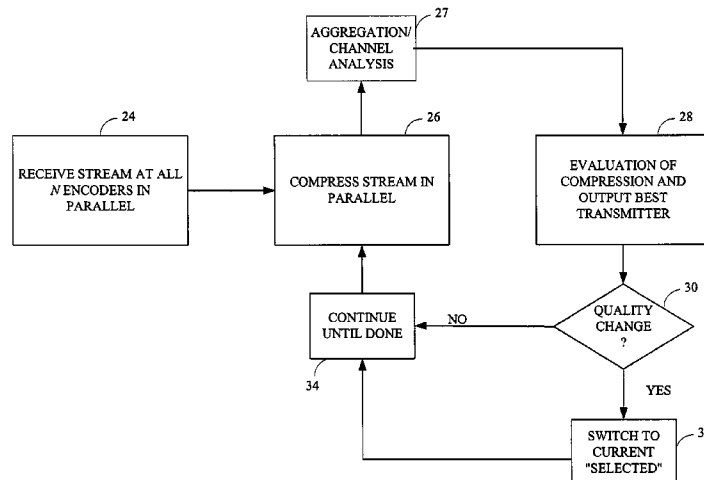 27
AGGREGATION/
CHANNEL
ANALYSIS
24
RECEIVE STREAM AT ALL
N ENCODERS IN
PARALLEL
26
COMPRESS STREAM IN
PARALLEL
28
EVALUATION OF
COMPRESSION AND
OUTPUT BEST
TRANSMITTER
30
QUALITY
CHANGE
?
NO
CONTINUE
UNTIL DONE
34
YES
SWITCH TO
CURRENT
"SELECTED"